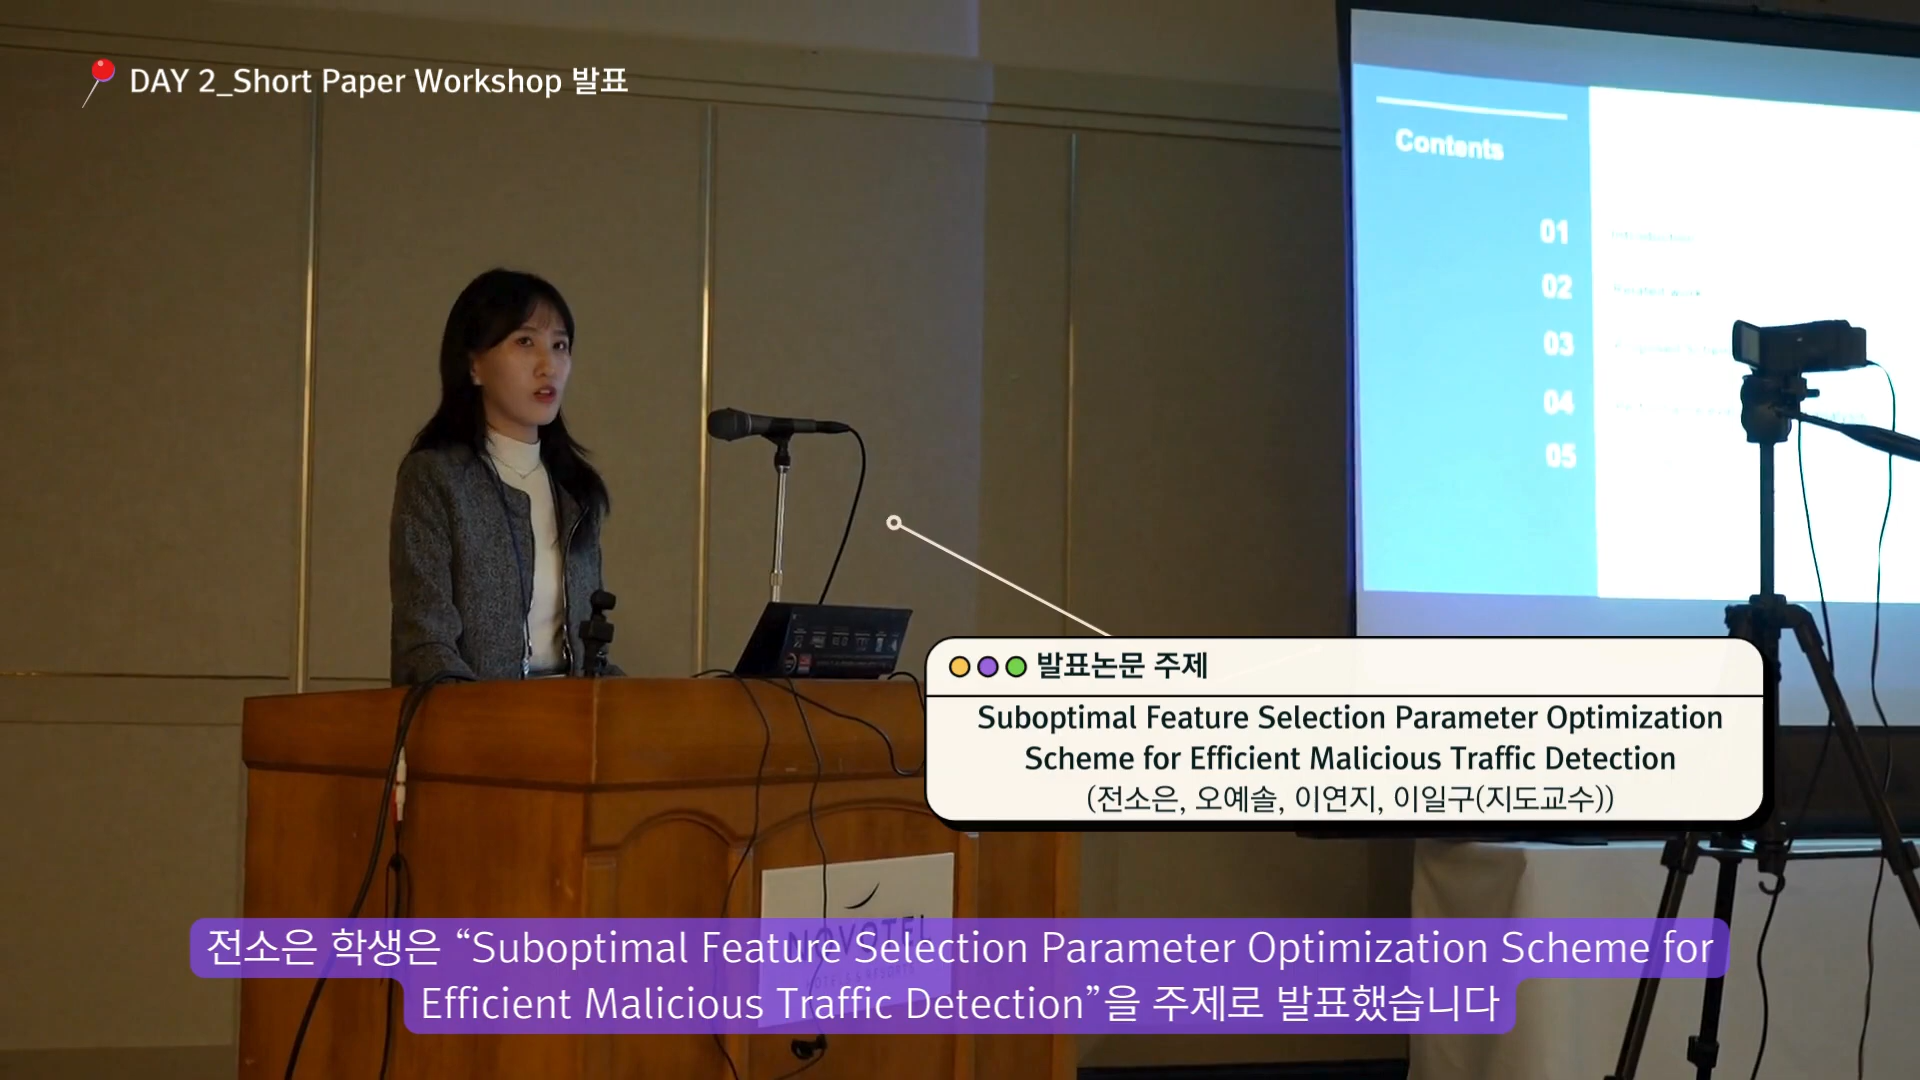 DAY 2_Short Paper Workshop 발표
Contents
01
02
03
04
05
발표논문 주제
Suboptimal Feature Selection Parameter Optimization
Scheme for Efficient Malicious Traffic Detection
(전소은, 오예솔, 이연지, 이일구(지도교수))
NOVOTEL
전소은 학생은 “Suboptimal Feature Selection Parameter Optimization Scheme for
Efficient Malicious Traffic Detection”을 주제로 발표했습니다